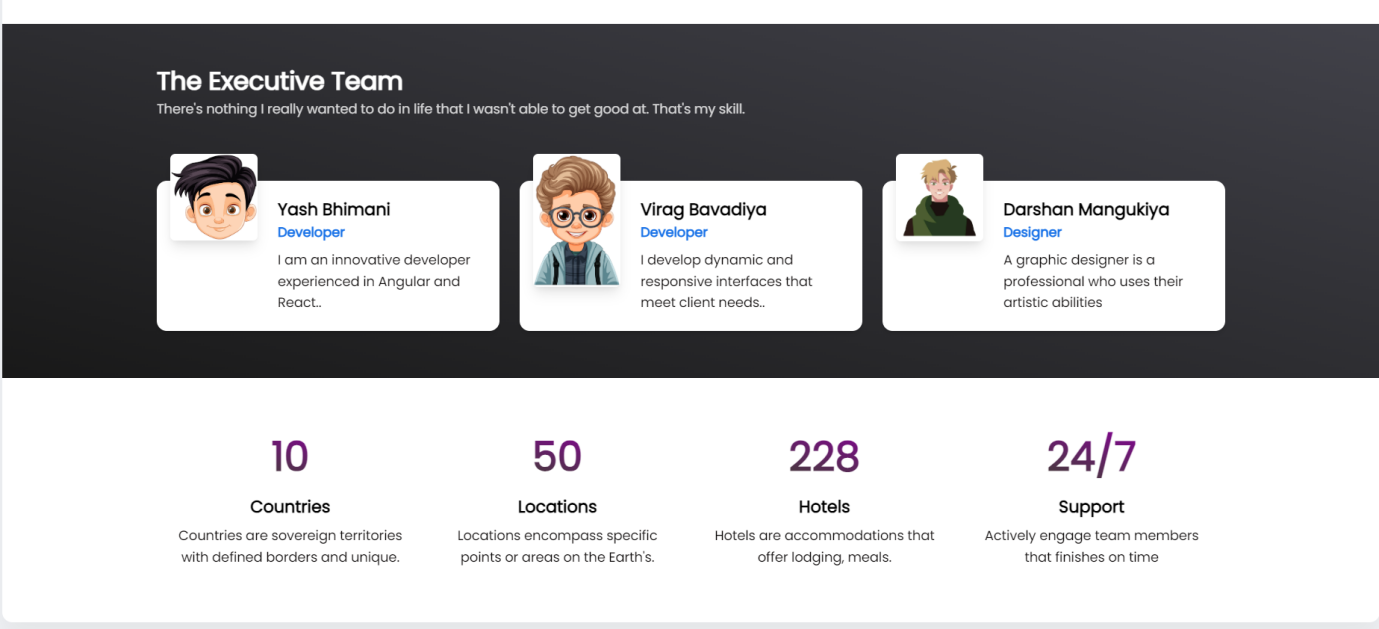 The Executive Team
There's nothing I really wanted to do in life that I wasn't able to get good at. That's my skill.
Yash Bhimani
Developer
I am an innovative developer
experienced in Angular and
React..
Virag Bavadiya
Developer
I develop dynamic and
responsive interfaces that
meet client needs..
Darshan Mangukiya
Designer
A graphic designer is a
professional who uses their
artistic abilities
10
Countries
Countries are sovereign territories
with defined borders and unique.
50
Locations
Locations encompass specific
points or areas on the Earth's.
228
Hotels
Hotels are accommodations that
offer lodging, meals.
24/7
Support
Actively engage team members
that finishes on time